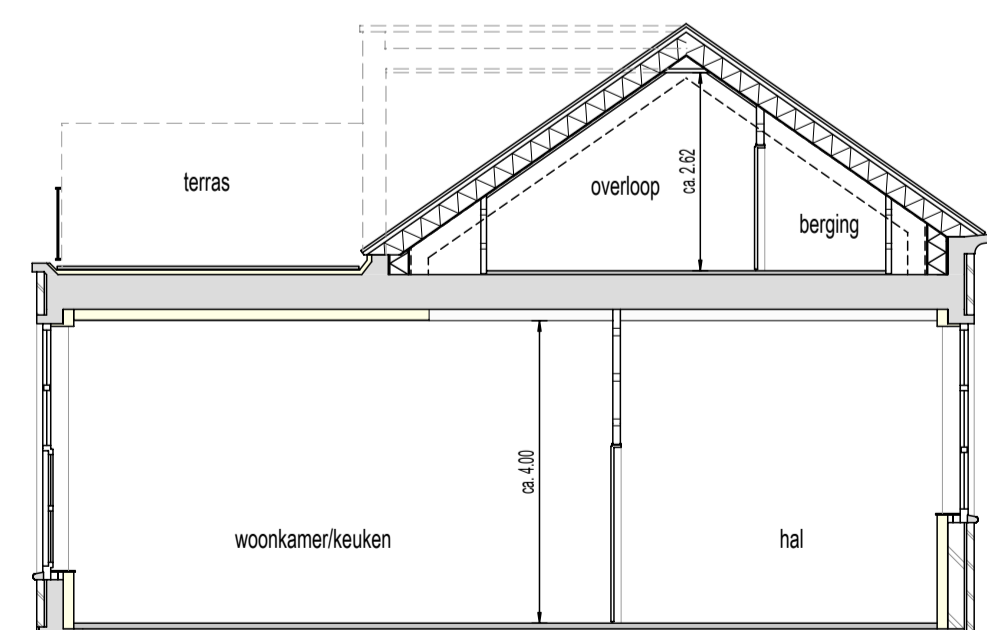 terras
overloop
ca. 2.62
berging
ca. 4.00
woonkamer/keuken
hal